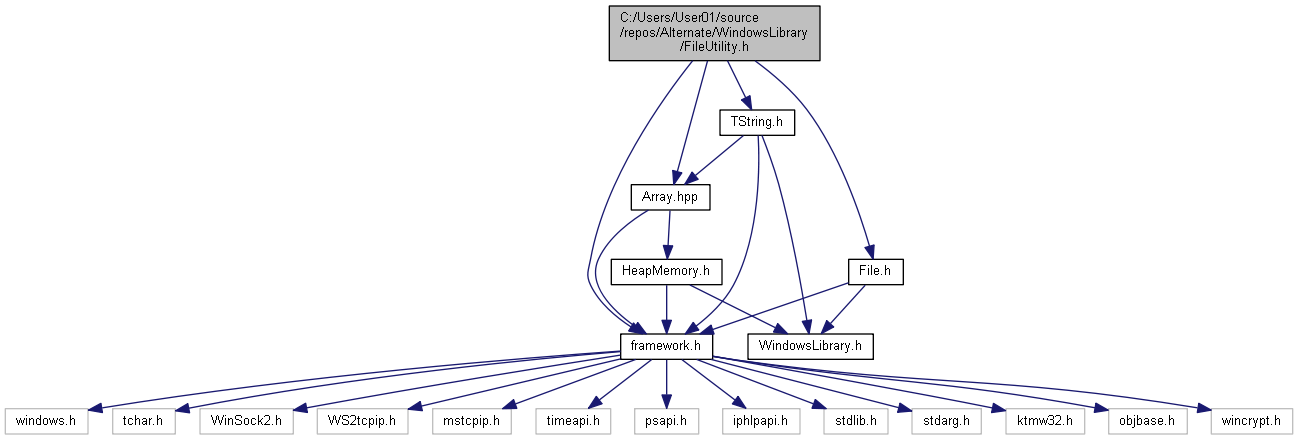 C:/Users/User01/source
/repos/Alternate/WindowsLibrary
/FileUtility.h
TString.h
Array.hpp
HeapMemory.h
File.h
framework.h
WindowsLibrary.h
windows.h
tchar.h
WinSock2.h
WS2tcpip.h
mstcpip.h
timeapi.h
psapi.h
iphlpapi.h
stdlib.h
stdarg.h
ktmw32.h
objbase.h
wincrypt.h